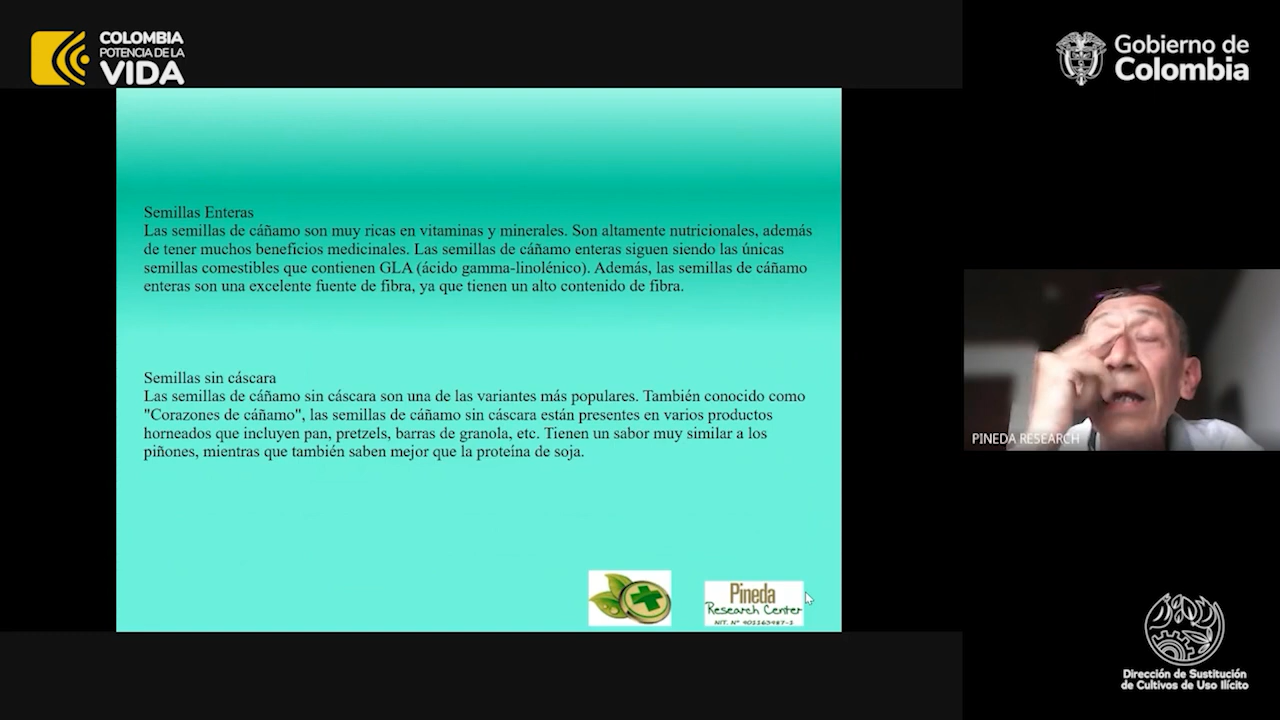 COLOMBIA
POTENCIA DE LA
VIDA
Gobierno de
Colombia
Semillas Enteras
Las semillas de cáñamo son muy ricas en vitaminas y minerales. Son altamente nutricionales, además
de tener muchos beneficios medicinales. Las semillas de cáñamo enteras siguen siendo las únicas
semillas comestibles que contienen GLA (ácido gamma-linolénico). Además, las semillas de cáñamo
enteras son una excelente fuente de fibra, ya que tienen un alto contenido de fibra.
Semillas sin cáscara
Las semillas de cáñamo sin cáscara son una de las variantes más populares. También conocido como
"Corazones de cáñamo", las semillas de cáñamo sin cáscara están presentes en varios productos
horneados que incluyen pan, pretzels, barras de granola, etc. Tienen un sabor muy similar a los
piñones, mientras que también saben mejor que la proteína de soja.
PINEDA RESEARCH
Pineda
Research Center
NIT. Nº 901163487-1
Dirección de Sustitución
de Cultivos de Uso Ilícito